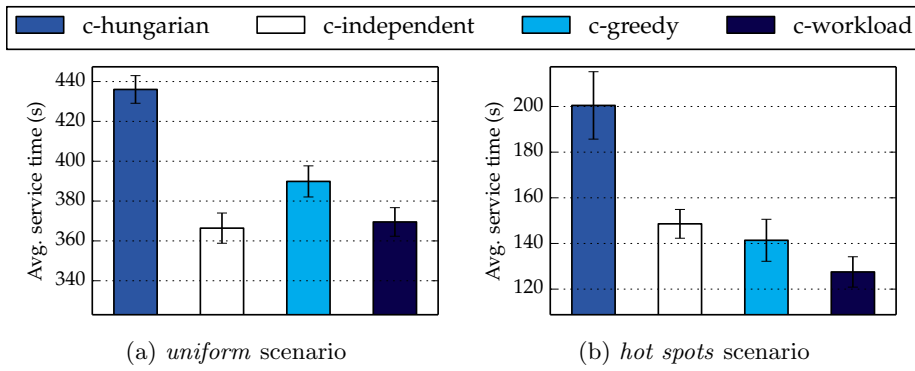 c-hungarian c-independent c-greedy c-workload
Avg. service time (s)
440
420
400
380
360
340
(a) uniform scenario
Avg. service time (s)
200
180
160
140
120
(b) hot spots scenario